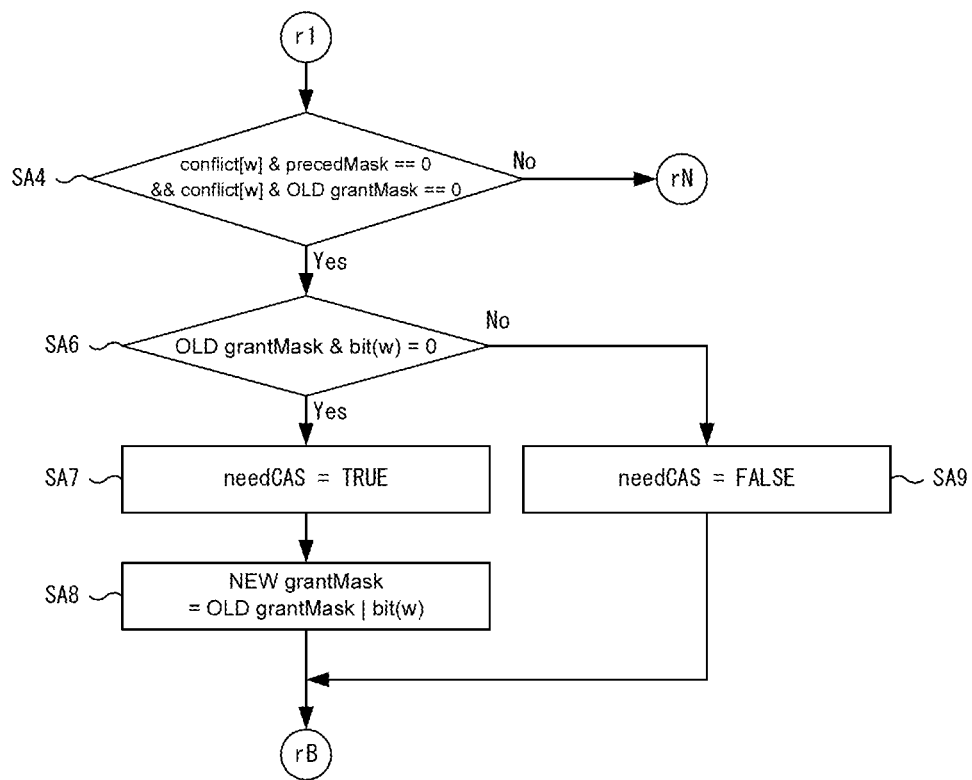 r1
SA4
conflict[w] & precedMask == 0
&& conflict[w] & OLD grantMask == 0
No
rN
Yes
SA6
OLD grantMask & bit(w) = 0
No
Yes
SA7
needCAS = TRUE
needCAS = FALSE
SA9
SA8
NEW grantMask
= OLD grantMask | bit(w)
rB